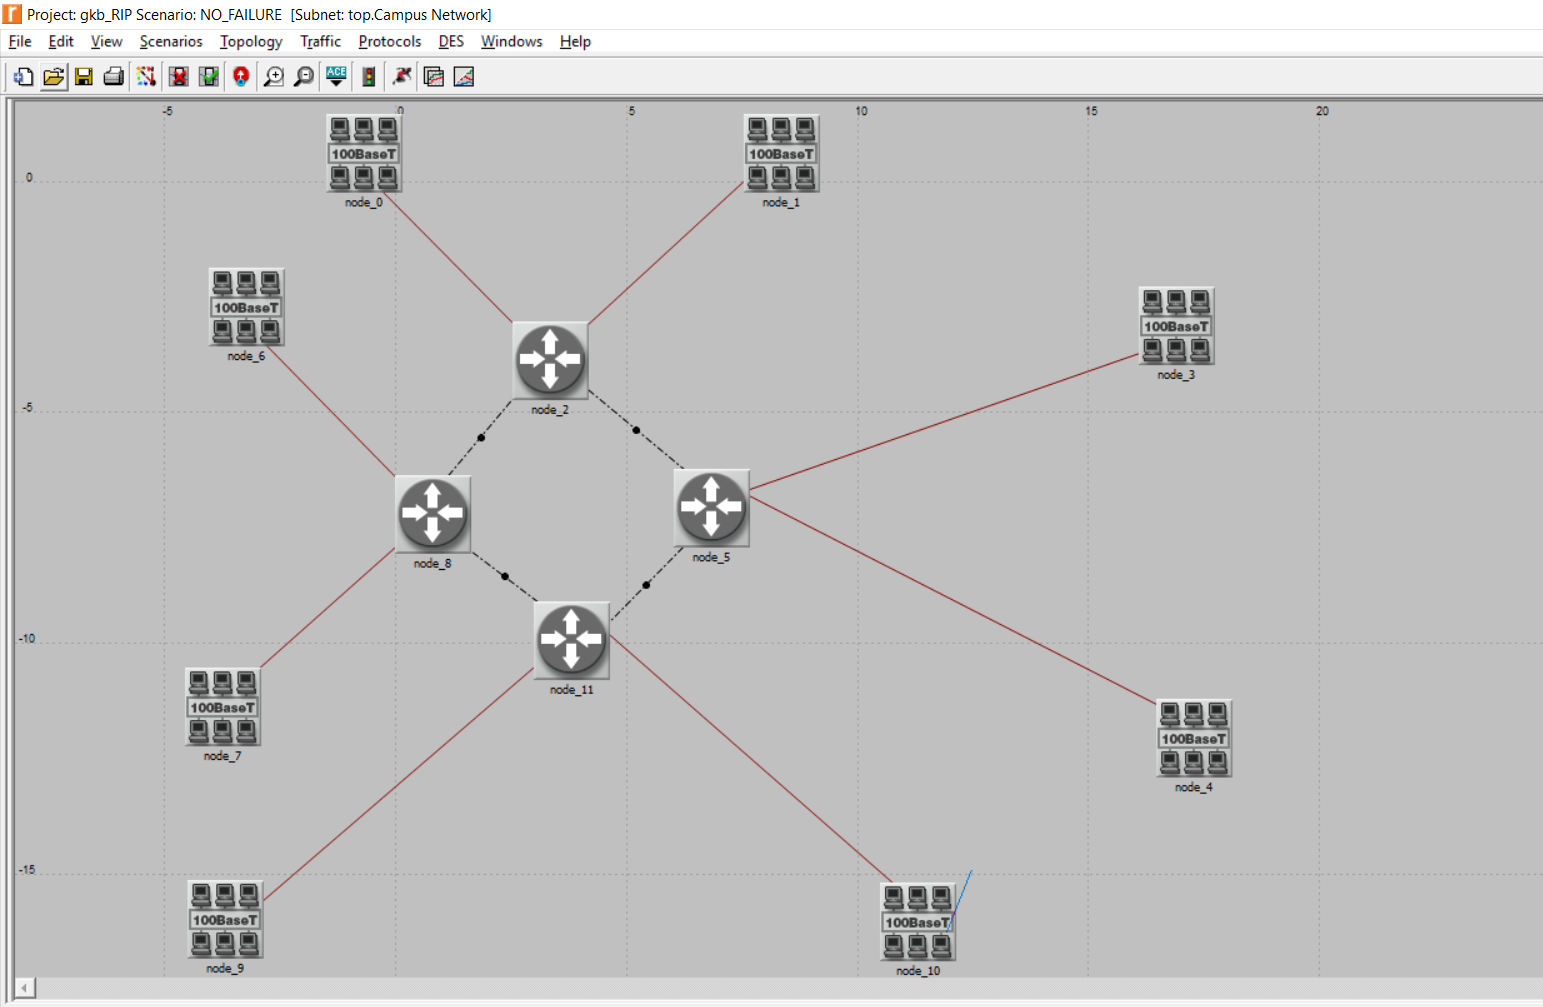 Project: gkb_RIP Scenario: NO_FAILURE [Subnet: top.Campus Network]
File Edit View Scenarios Topology Traffic Protocols DES Windows Help
ACE
-5 0 5 10 15 20
100BaseT
node_0
100BaseT
node_1
0
100BaseT
node_6
100BaseT
node_3
node_2
-5
node_8
node_5
-10
node_11
100BaseT
node_7
100BaseT
node_4
-15
100BaseT
node_9
100BaseT
node_10